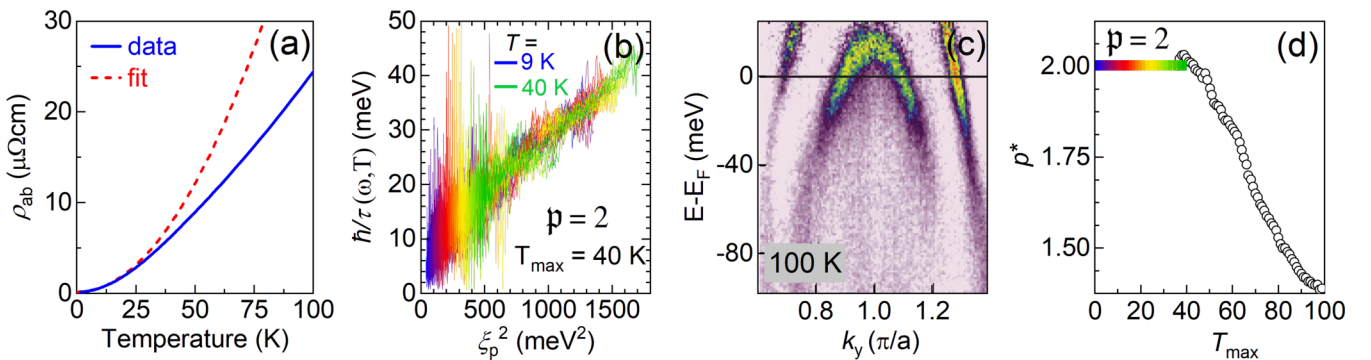 (a)
data
fit
30
20
10
0
0 25 50 75 100
Temperature (K)
ρab (μΩcm)
(b)
T =
9 K
40 K
50
40
30
20
10
0
𝔭 = 2
Tmax = 40 K
0 500 1000 1500
ξp² (meV²)
ħ/τ (ω,T) (meV)
(c)
0
-40
-80
100 K
0.8 1.0 1.2
ky (π/a)
E-EF (meV)
(d)
𝔭 = 2
2.00
1.75
1.50
0 20 40 60 80 100
Tmax
p*